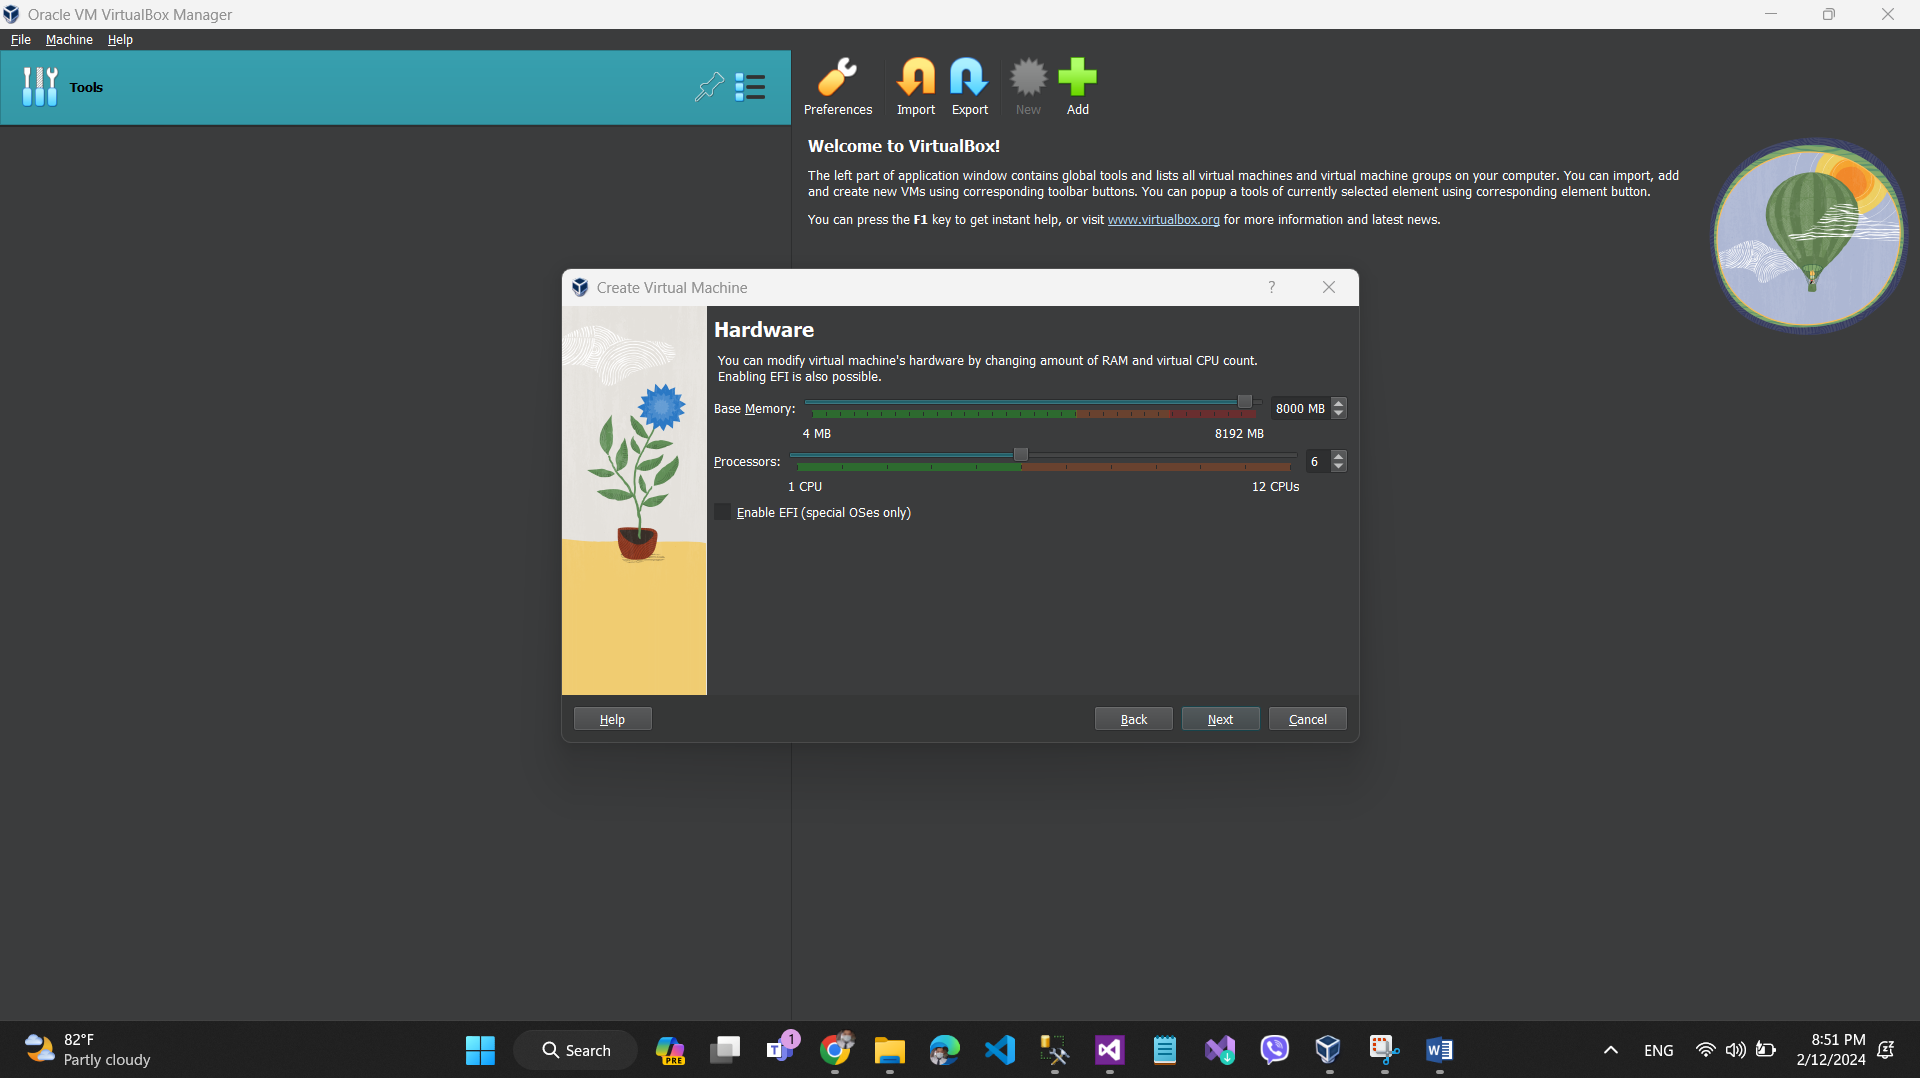 Oracle VM VirtualBox Manager
File Machine Help
Tools
Preferences Import Export New Add
Welcome to VirtualBox!
The left part of application window contains global tools and lists all virtual machines and virtual machine groups on your computer. You can import, add
and create new VMs using corresponding toolbar buttons. You can popup a tools of currently selected element using corresponding element button.
You can press the F1 key to get instant help, or visit www.virtualbox.org for more information and latest news.
Create Virtual Machine ?
Hardware
You can modify virtual machine's hardware by changing amount of RAM and virtual CPU count.
Enabling EFI is also possible.
Base Memory: 8000 MB
4 MB 8192 MB
Processors: 6
1 CPU 12 CPUs
Enable EFI (special OSes only)
Help Back Next Cancel
82°F
Partly cloudy
Search
PRE
T
1
W
ENG
8:51 PM
2/12/2024